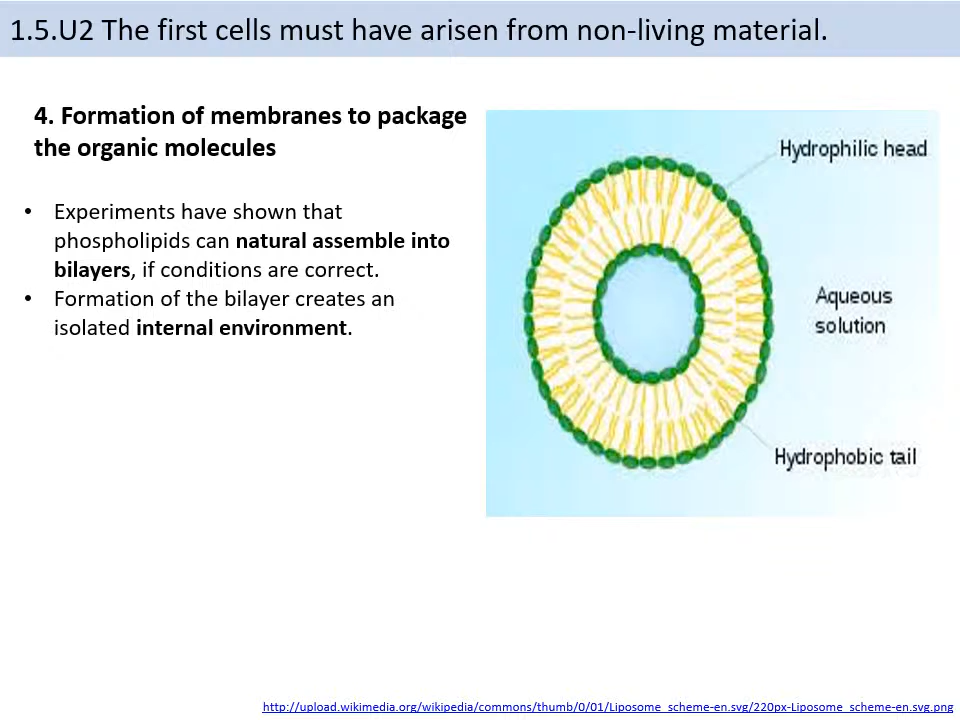 1.5.U2 The first cells must have arisen from non-living material.
4. Formation of membranes to package
the organic molecules
• Experiments have shown that
phospholipids can natural assemble into
bilayers, if conditions are correct.
• Formation of the bilayer creates an
isolated internal environment.
Hydrophilic head
Aqueous
solution
Hydrophobic tail
http://upload.wikimedia.org/wikipedia/commons/thumb/0/01/Liposome_scheme-en.svg/220px-Liposome_scheme-en.svg.png